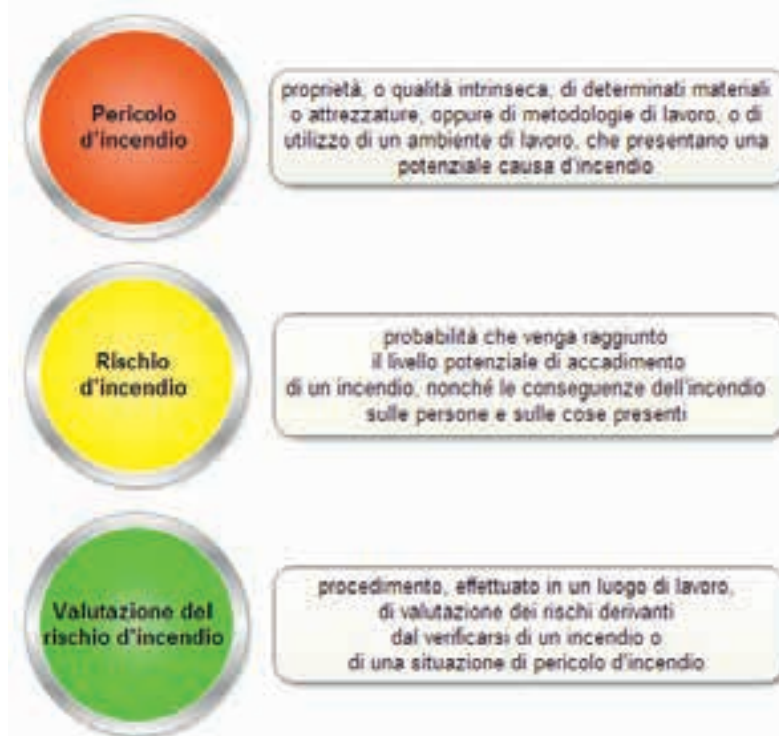 Pericolo
d'incendio
proprietà, o qualità intrinseca, di determinati materiali
o attrezzature, oppure di metodologie di lavoro, o di
utilizzo di un ambiente di lavoro, che presentano una
potenziale causa d'incendio
Rischio
d'incendio
probabilità che venga raggiunto
il livello potenziale di accadimento
di un incendio, nonché le conseguenze dell'incendio
sulle persone e sulle cose presenti
Valutazione del
rischio d'incendio
procedimento, effettuato in un luogo di lavoro,
di valutazione dei rischi derivanti
dal verificarsi di un incendio o
di una situazione di pericolo d'incendio